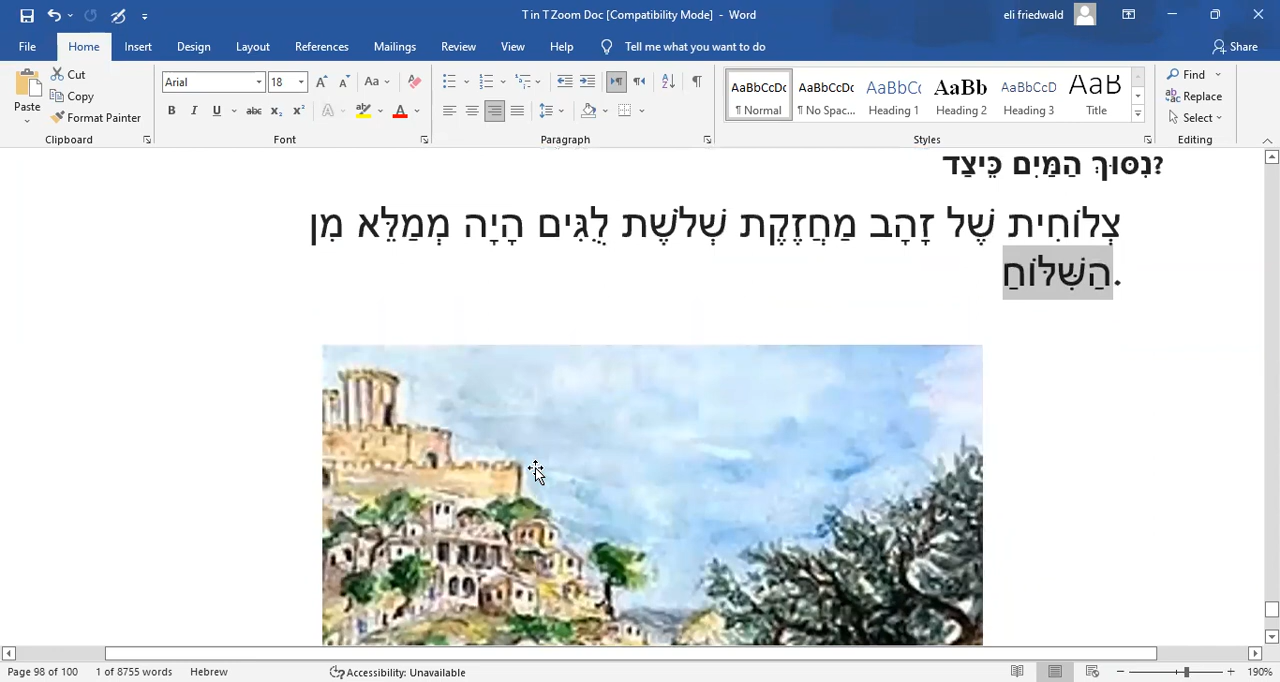 T in T Zoom Doc [Compatibility Mode] - Word
eli friedwald
File Home Insert Design Layout References Mailings Review View Help Tell me what you want to do Share
Paste
Cut
Copy
Format Painter
Clipboard
Arial 18
Font
Paragraph
AaBbCcDc AaBbCcDc AaBbCc AaBb AaBbCcD AaB
¶ Normal ¶ No Spac... Heading 1 Heading 2 Heading 3 Title
Styles
Find
Replace
Select
Editing
נִסּוּךְ הַמַּיִם כֵּיצַד?
צְלוֹחִית שֶׁל זָהָב מַחֲזֶקֶת שְׁלֹשֶׁת לֻגִּים הָיָה מְמַלֵּא מִן
הַשִּׁלּוֹחַ.
Page 98 of 100 1 of 8755 words Hebrew Accessibility: Unavailable 190%